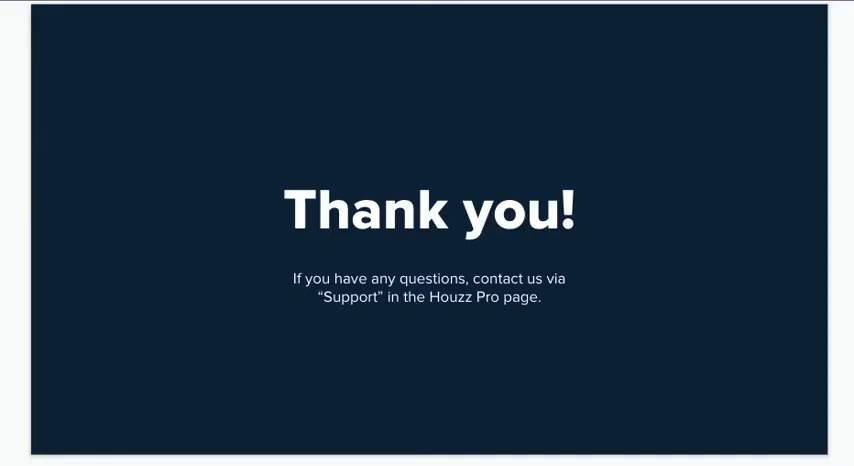 Thank you!
If you have any questions, contact us via
“Support” in the Houzz Pro page.